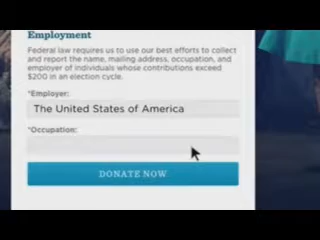 Employment
Federal law requires us to use our best efforts to collect
and report the name, mailing address, occupation, and
employer of individuals whose contributions exceed
$200 in an election cycle.
*Employer:
The United States of America
*Occupation:
DONATE NOW